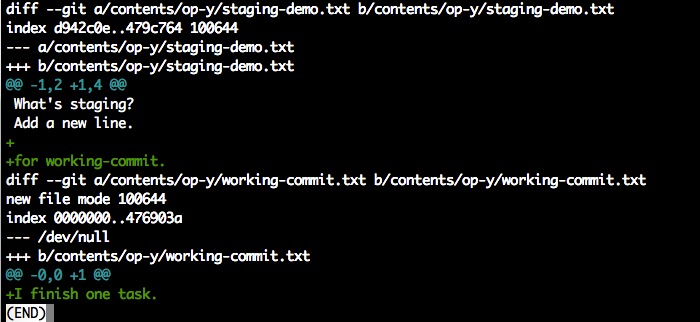 diff --git a/contents/op-y/staging-demo.txt b/contents/op-y/staging-demo.txt
index d942c0e..479c764 100644
--- a/contents/op-y/staging-demo.txt
+++ b/contents/op-y/staging-demo.txt
@@ -1,2 +1,4 @@
 What's staging?
 Add a new line.
+
+for working-commit.
diff --git a/contents/op-y/working-commit.txt b/contents/op-y/working-commit.txt
new file mode 100644
index 0000000..476903a
--- /dev/null
+++ b/contents/op-y/working-commit.txt
@@ -0,0 +1 @@
+I finish one task.
(END)